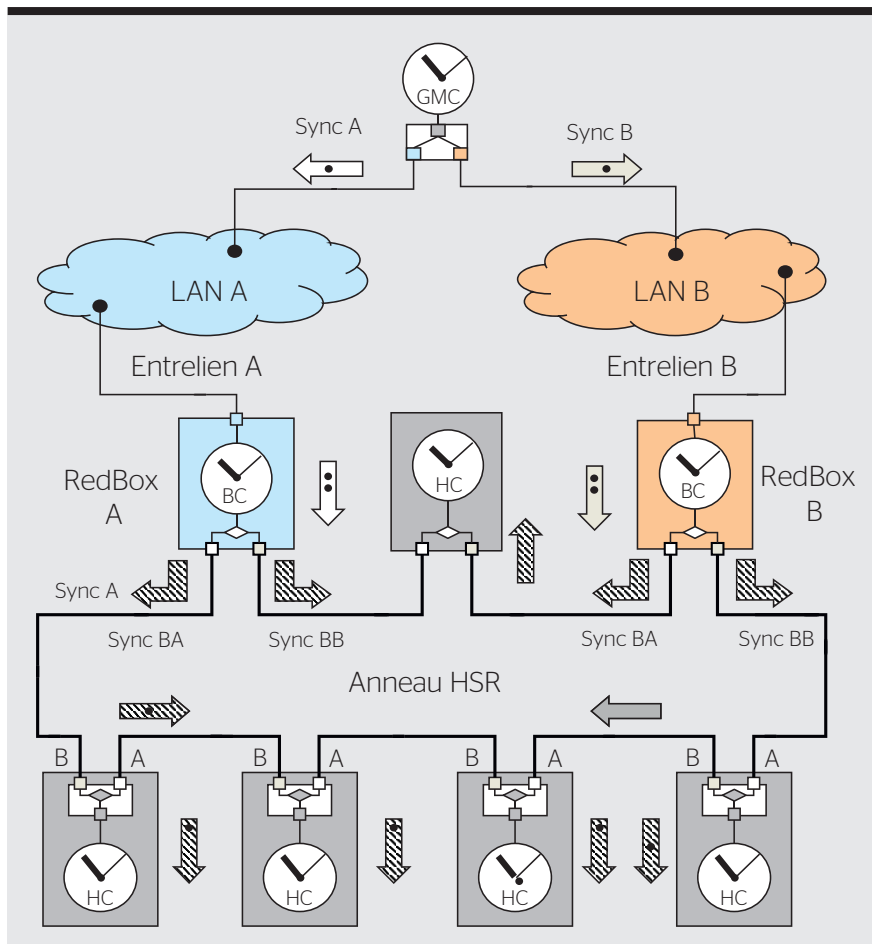 GMC
Sync A
Sync B
LAN A
LAN B
Entrelien A
Entrelien B
RedBox
A
BC
HC
BC
RedBox
B
Sync A
Sync BA
Sync BB
Sync BA
Sync BB
Anneau HSR
B
A
B
A
B
A
B
A
HC
HC
HC
HC